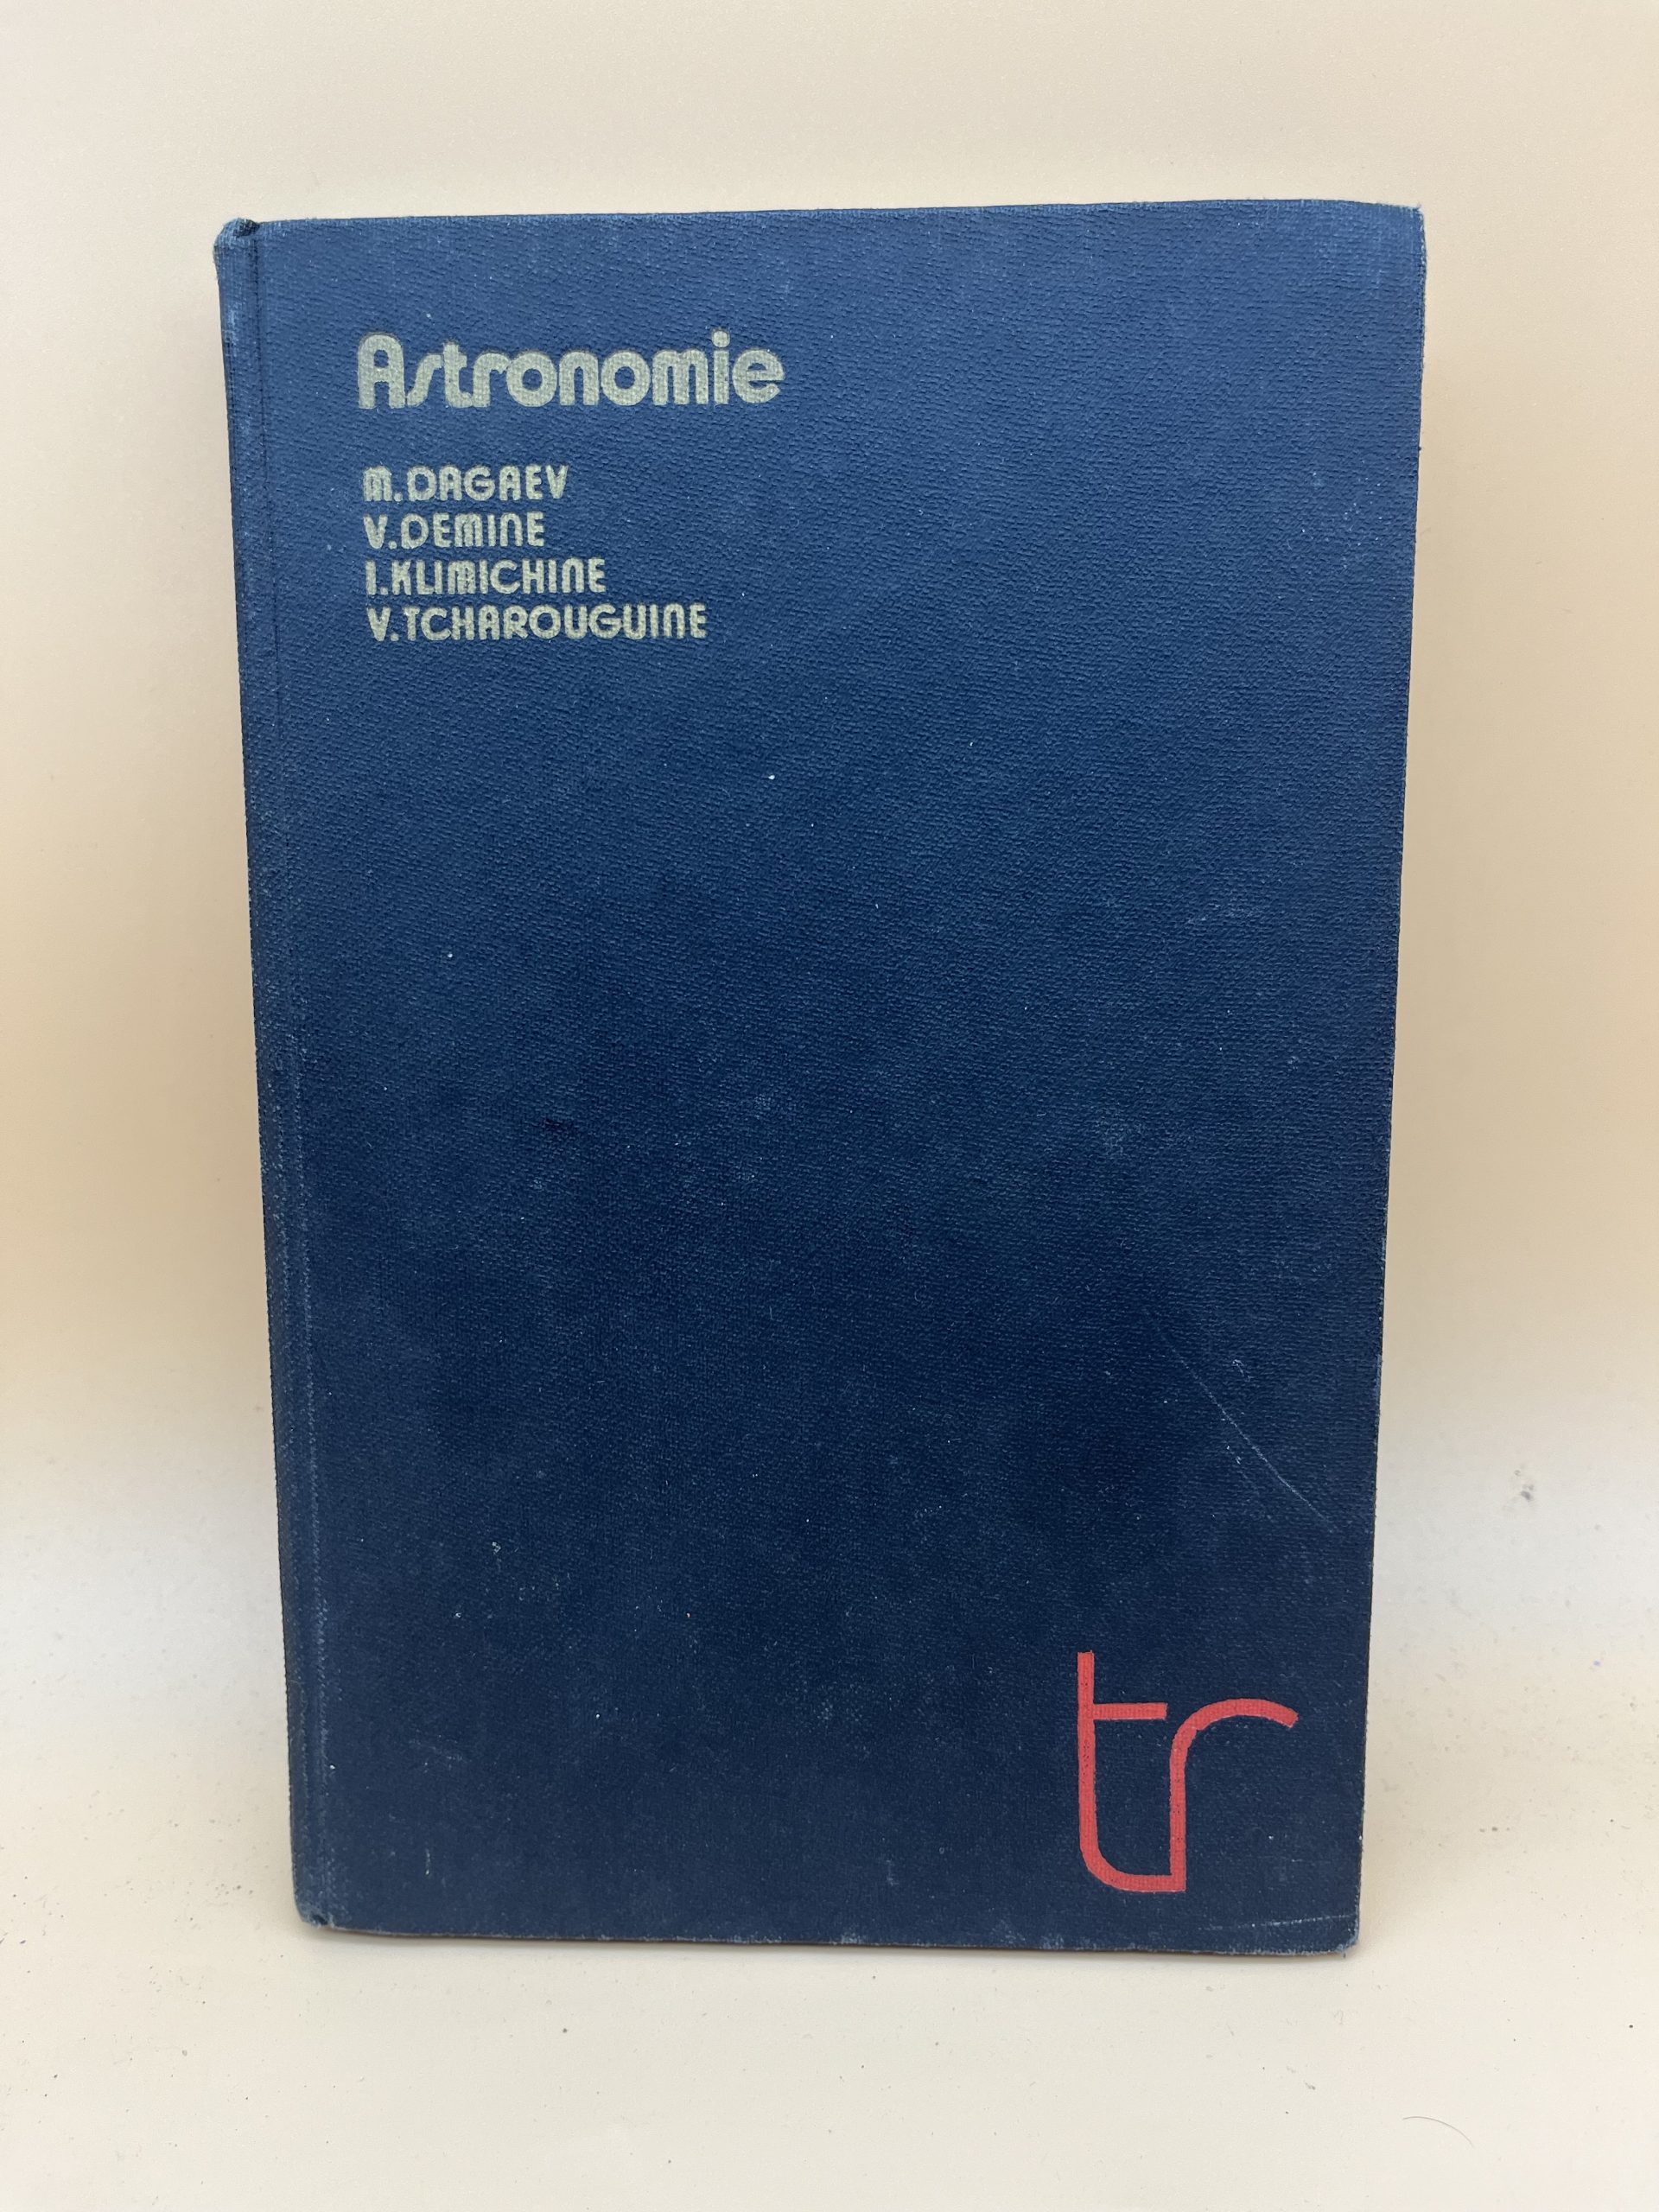 Astronomie
M. DAGAEV
V. DEMINE
I. KLIMICHINE
V. TCHAROUGUINE
tr